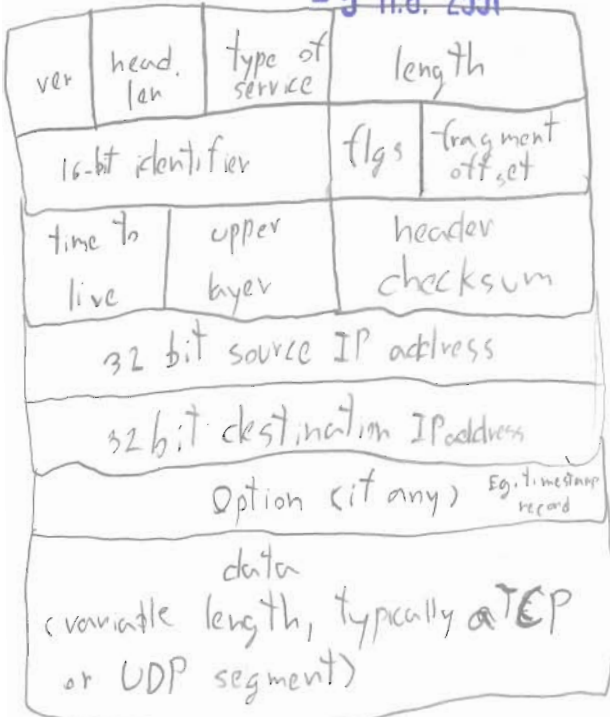 ver head. len type of service length
16-bit identifier flgs fragment offset
time to live upper layer header checksum
32 bit source IP address
32 bit destination IP address
Option (if any) Eg. timestamp record
data
(variable length, typically a TCP
or UDP segment)